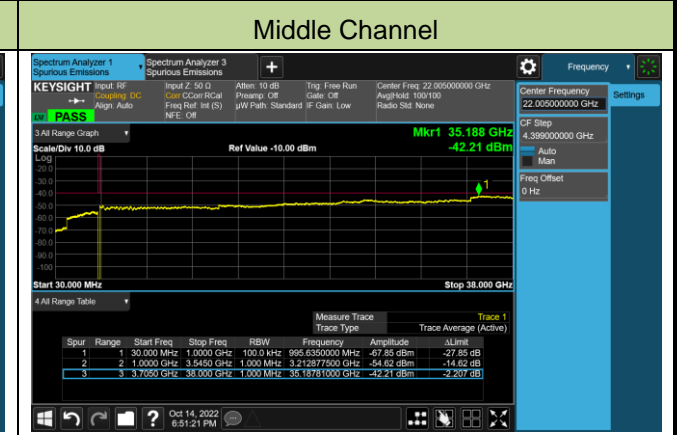 Middle Channel
Spectrum Analyzer 1
Spurious Emissions
Spectrum Analyzer 3
Spurious Emissions
Frequency
KEYSIGHT
Input: RF
Coupling: DC
Align: Auto
Input Z: 50 Ω
Corr CCorr RCal
Freq Ref: Int (S)
NFE: Off
Atten: 10 dB
Preamp: Off
µW Path: Standard
Trig: Free Run
Gate: Off
IF Gain: Low
Center Freq: 22.005000000 GHz
Avg|Hold: 100/100
Radio Std: None
PASS
Center Frequency
22.005000000 GHz
Settings
CF Step
4.399000000 GHz
Auto
Man
Freq Offset
0 Hz
3 All Range Graph
Mkr1 35.188 GHz
Scale/Div 10.0 dB
Ref Value -10.00 dBm
-42.21 dBm
Log
-20.0
-30.0
-40.0
-50.0
-60.0
-70.0
-80.0
-90.0
-100
1
Start 30.000 MHz
Stop 38.000 GHz
4 All Range Table
Measure Trace Trace 1
Trace Type Trace Average (Active)
Spur Range Start Freq Stop Freq RBW Frequency Amplitude ΔLimit
1 1 30.000 MHz 1.0000 GHz 100.0 kHz 995.6350000 MHz -67.85 dBm -27.85 dB
2 2 1.0000 GHz 3.5450 GHz 1.000 MHz 3.212877500 GHz -54.62 dBm -14.62 dB
3 3 3.7050 GHz 38.000 GHz 1.000 MHz 35.18781000 GHz -42.21 dBm -2.207 dB
Oct 14, 2022
6:51:21 PM